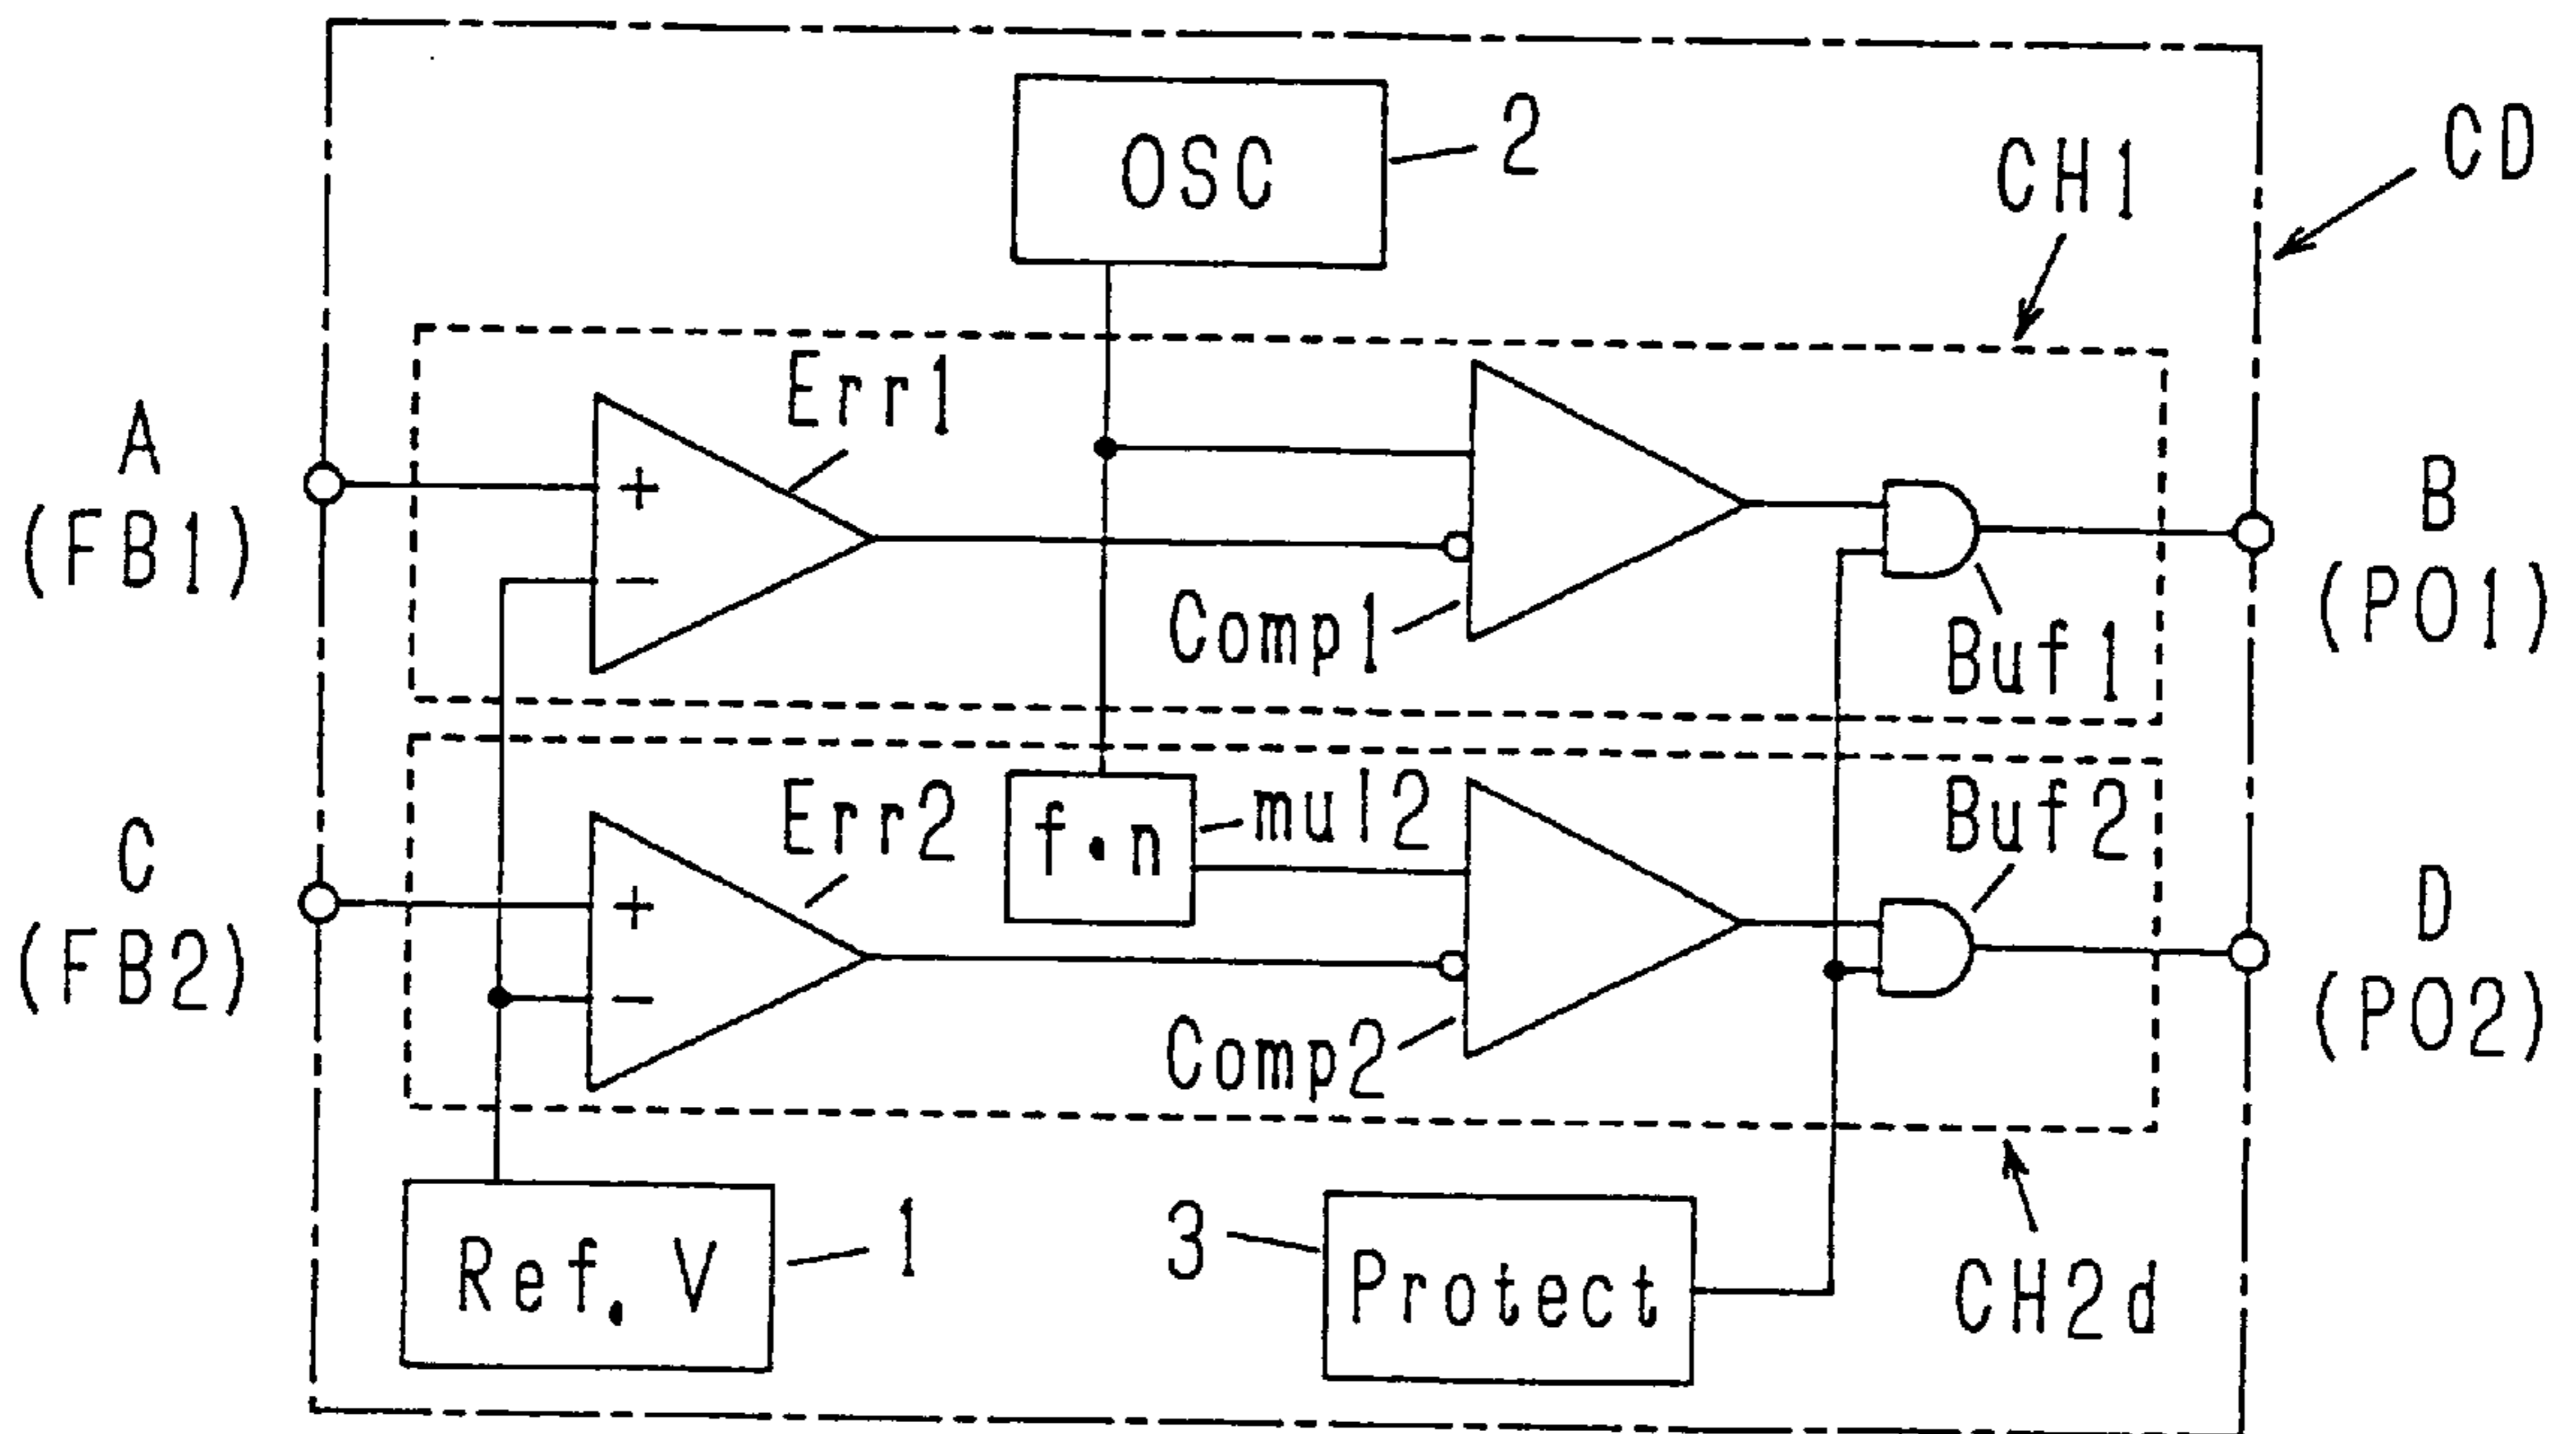 OSC
2
CH1
CD
Err1
A
(FB1)
+
−
Comp1
Buf1
B
(PO1)
Err2
f・n
mul2
Buf2
C
(FB2)
+
−
Comp2
D
(PO2)
Ref. V
1
3
Protect
CH2d